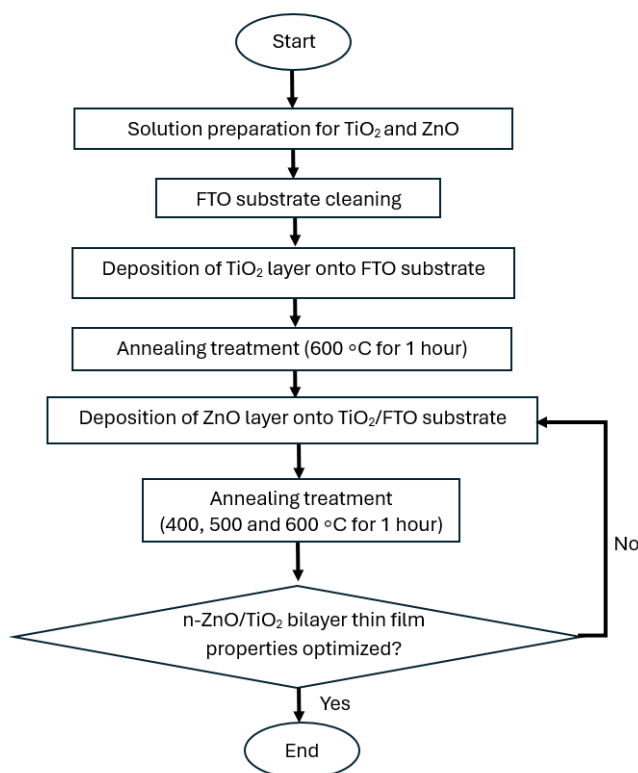 Start
Solution preparation for TiO₂ and ZnO
FTO substrate cleaning
Deposition of TiO₂ layer onto FTO substrate
Annealing treatment (600 ∘C for 1 hour)
Deposition of ZnO layer onto TiO₂/FTO substrate
Annealing treatment
(400, 500 and 600 ∘C for 1 hour)
No
n-ZnO/TiO₂ bilayer thin film
properties optimized?
Yes
End